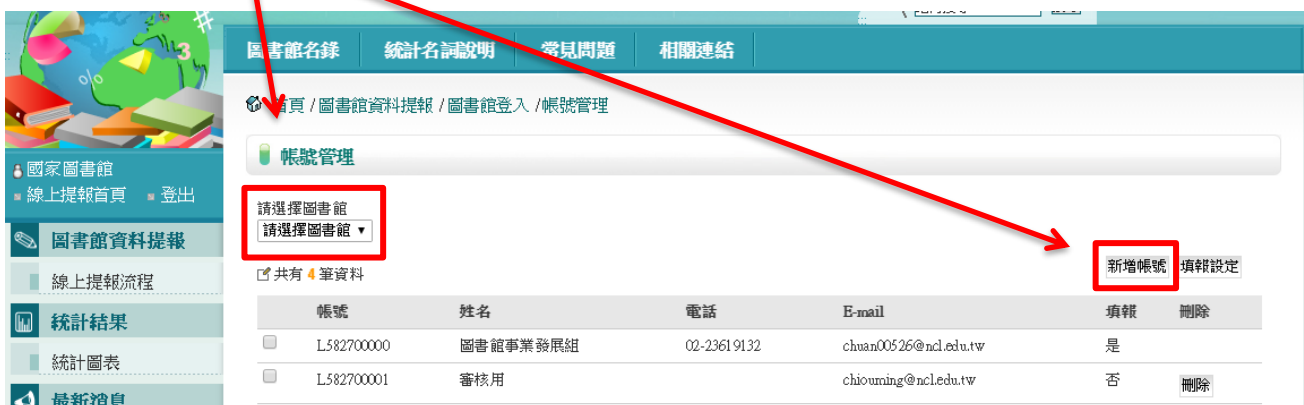 圖書館名錄 統計名詞說明 常見問題 相關連結
首頁 / 圖書館資料提報 / 圖書館登入 /帳號管理
帳號管理
國家圖書館
線上提報首頁 登出
圖書館資料提報
線上提報流程
統計結果
統計圖表
最新消息
請選擇圖書館
請選擇圖書館 ▼
共有 4 筆資料
新增帳號 填報設定
帳號 姓名 電話 E-mail 填報 刪除
L582700000 圖書館事業發展組 02-23619132 chuan00526@ncl.edu.tw 是
L582700001 審核用 chiouming@ncl.edu.tw 否 刪除